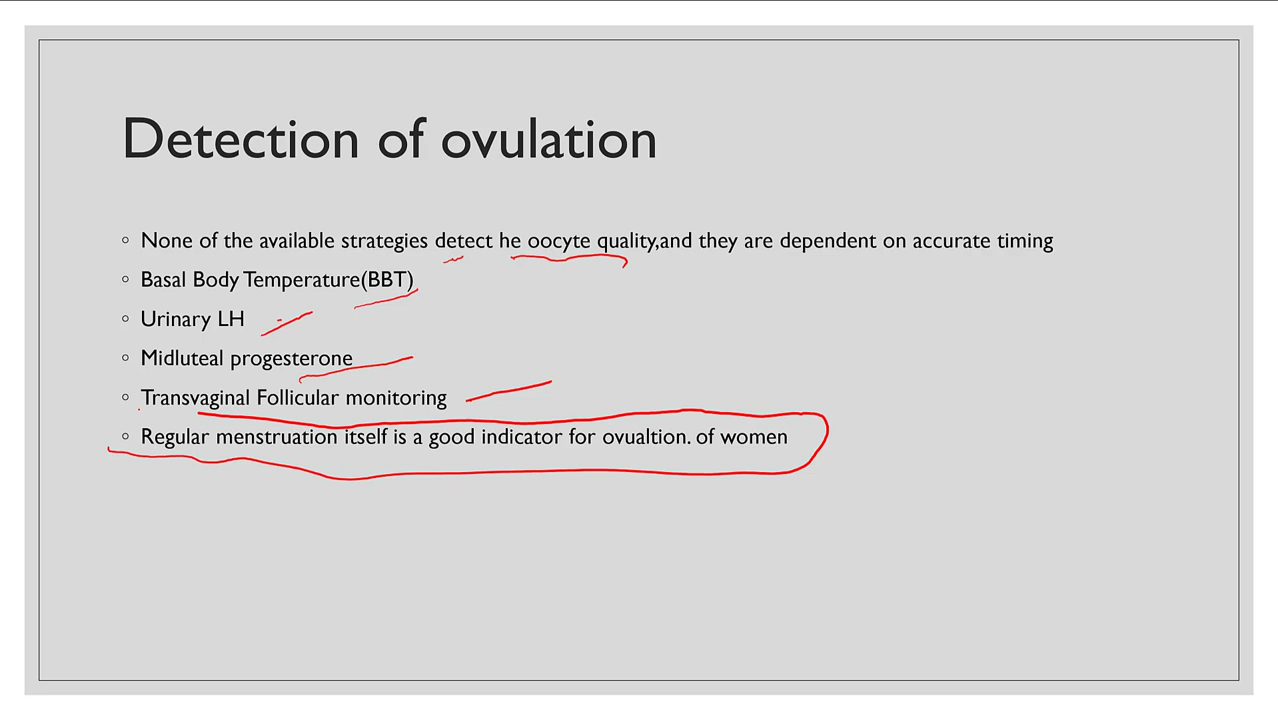 Detection of ovulation
◦ None of the available strategies detect he oocyte quality,and they are dependent on accurate timing
◦ Basal Body Temperature(BBT)
◦ Urinary LH
◦ Midluteal progesterone
◦ Transvaginal Follicular monitoring
◦ Regular menstruation itself is a good indicator for ovualtion. of women